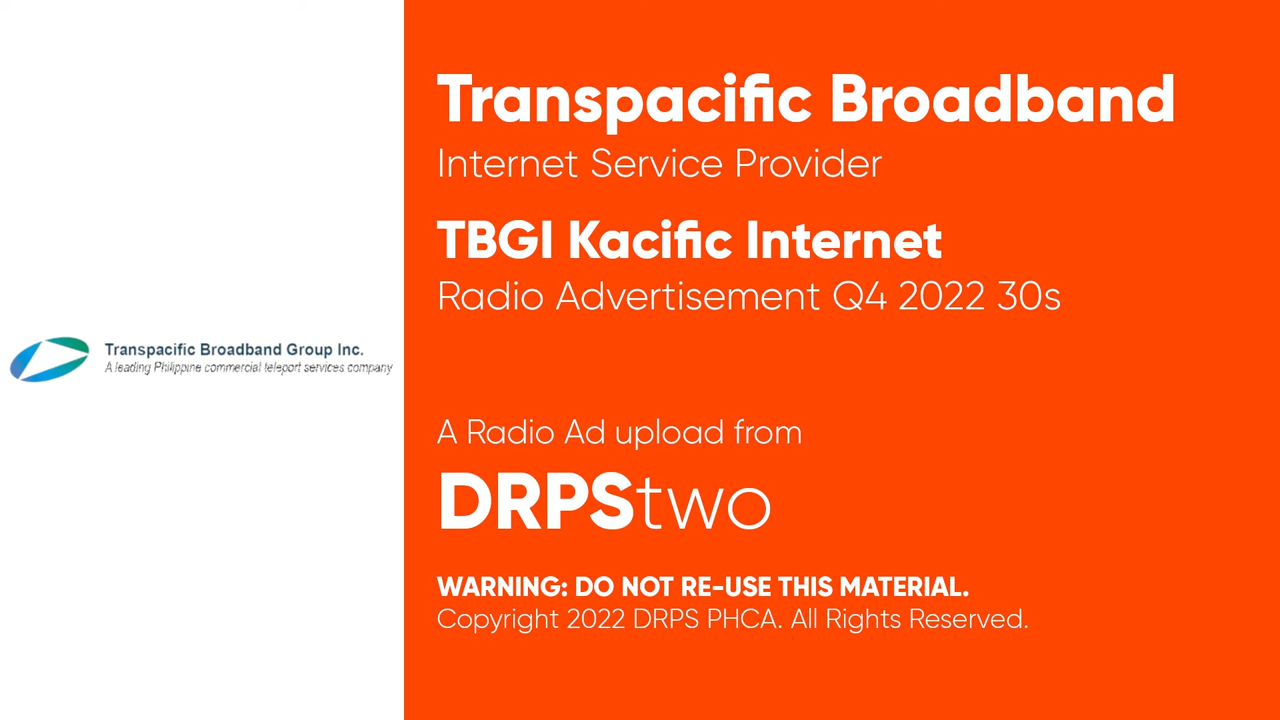 Transpacific Broadband
Internet Service Provider
TBGI Kacific Internet
Radio Advertisement Q4 2022 30s
Transpacific Broadband Group Inc.
A leading Philippine commercial teleport services company
A Radio Ad upload from
DRPStwo
WARNING: DO NOT RE-USE THIS MATERIAL.
Copyright 2022 DRPS PHCA. All Rights Reserved.